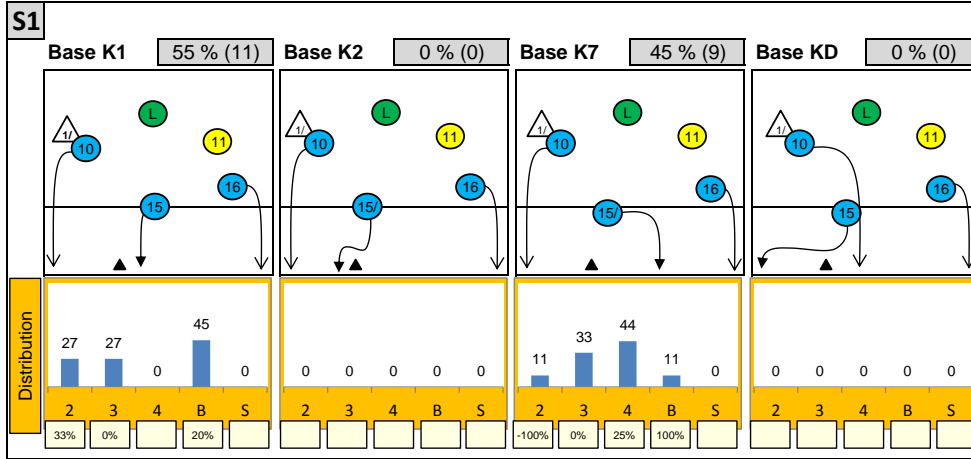 S1
Base K1 55 % (11) Base K2 0 % (0) Base K7 45 % (9) Base KD 0 % (0)
L L L L
1/ 10 11 1/ 10 11 1/ 10 11 1/ 10 11
15 16 15/ 16 15/ 16 15 16
Distribution
27 27 0 45 0 0 0 0 0 0 11 33 44 11 0 0 0 0 0 0
2 3 4 B S 2 3 4 B S 2 3 4 B S 2 3 4 B S
33% 0% 20% -100% 0% 25% 100%